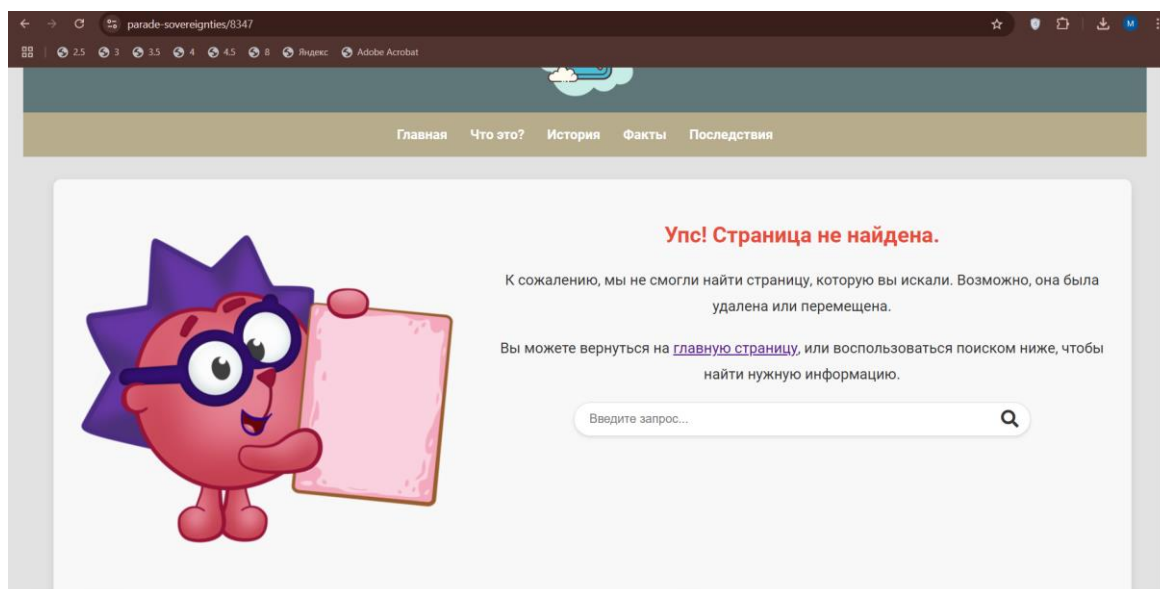 parade-sovereignties/8347
M
2.5 3 3.5 4 4.5 8 Яндекс Adobe Acrobat
Главная Что это? История Факты Последствия
Упс! Страница не найдена.
К сожалению, мы не смогли найти страницу, которую вы искали. Возможно, она была
удалена или перемещена.
Вы можете вернуться на главную страницу, или воспользоваться поиском ниже, чтобы
найти нужную информацию.
Введите запрос...